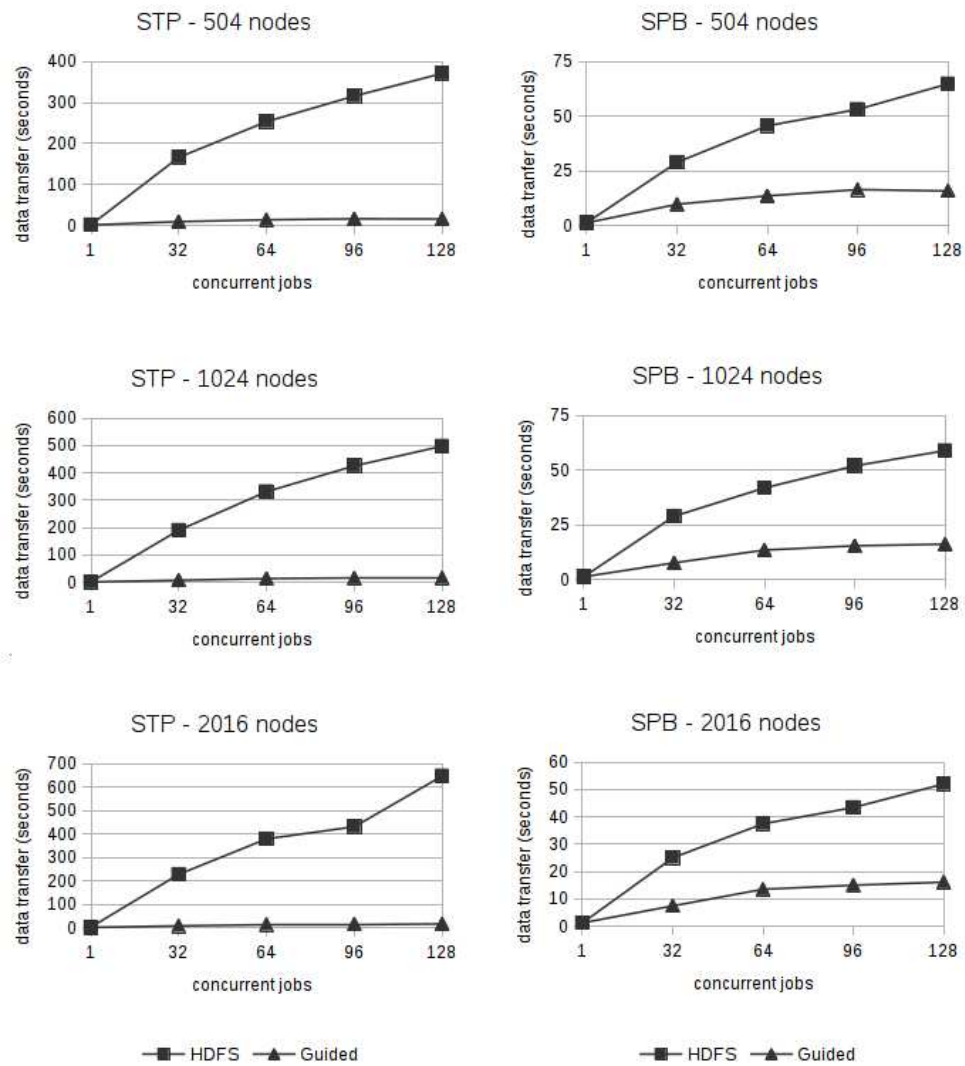 STP - 504 nodes
data transfer (seconds)
400
300
200
100
0
1 32 64 96 128
concurrent jobs
SPB - 504 nodes
data tranfer (seconds)
75
50
25
0
1 32 64 96 128
concurrent jobs
STP - 1024 nodes
data transfer (seconds)
600
500
400
300
200
100
0
1 32 64 96 128
concurrent jobs
SPB - 1024 nodes
data transfer (seconds)
75
50
25
0
1 32 64 96 128
concurrent jobs
STP - 2016 nodes
data transfer (seconds)
700
600
500
400
300
200
100
0
1 32 64 96 128
concurrent jobs
SPB - 2016 nodes
data transfer (seconds)
60
50
40
30
20
10
0
1 32 64 96 128
concurrent jobs
HDFS Guided
HDFS Guided